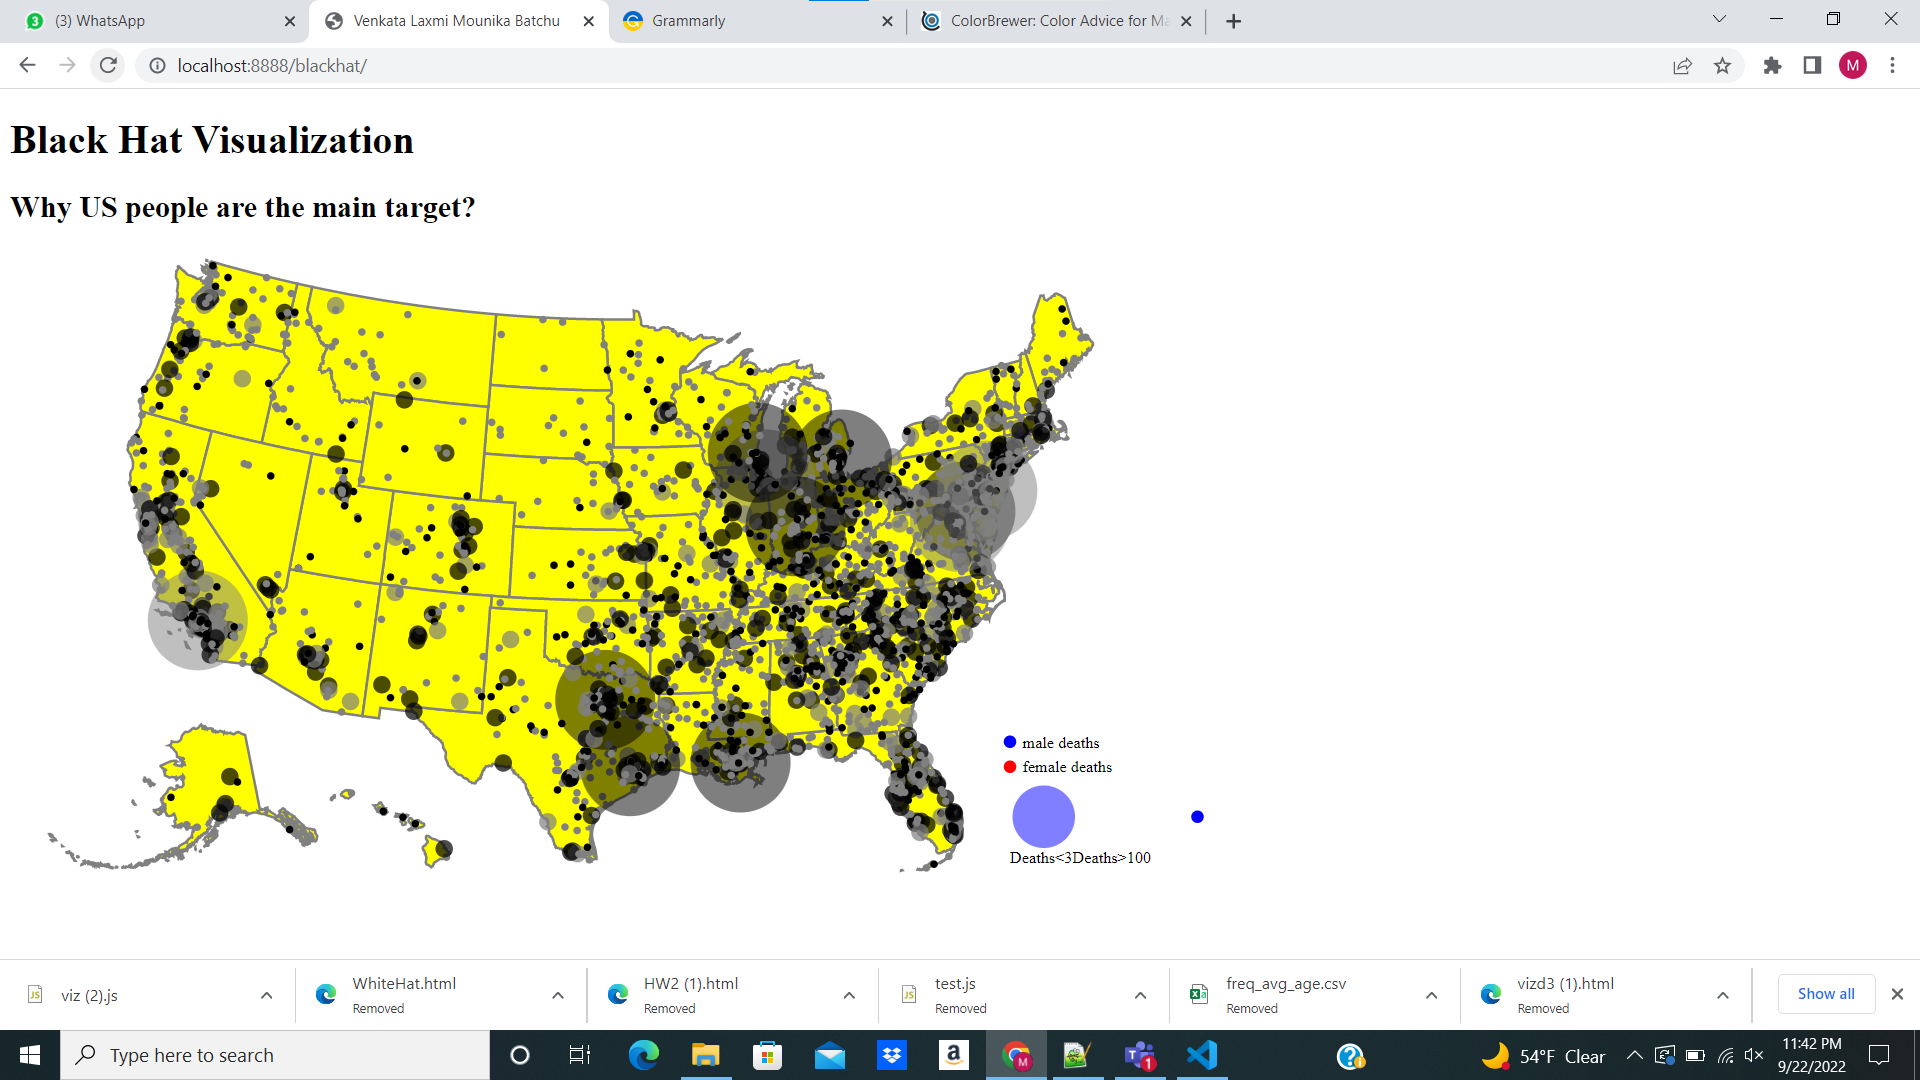 (3) WhatsApp
Venkata Laxmi Mounika Batchu
Grammarly
ColorBrewer: Color Advice for Ma
localhost:8888/blackhat/
M
Black Hat Visualization
Why US people are the main target?
male deaths
female deaths
Deaths<3Deaths>100
viz (2).js
WhiteHat.html
Removed
HW2 (1).html
Removed
test.js
Removed
freq_avg_age.csv
Removed
vizd3 (1).html
Removed
Show all
Type here to search
54°F Clear
11:42 PM
9/22/2022